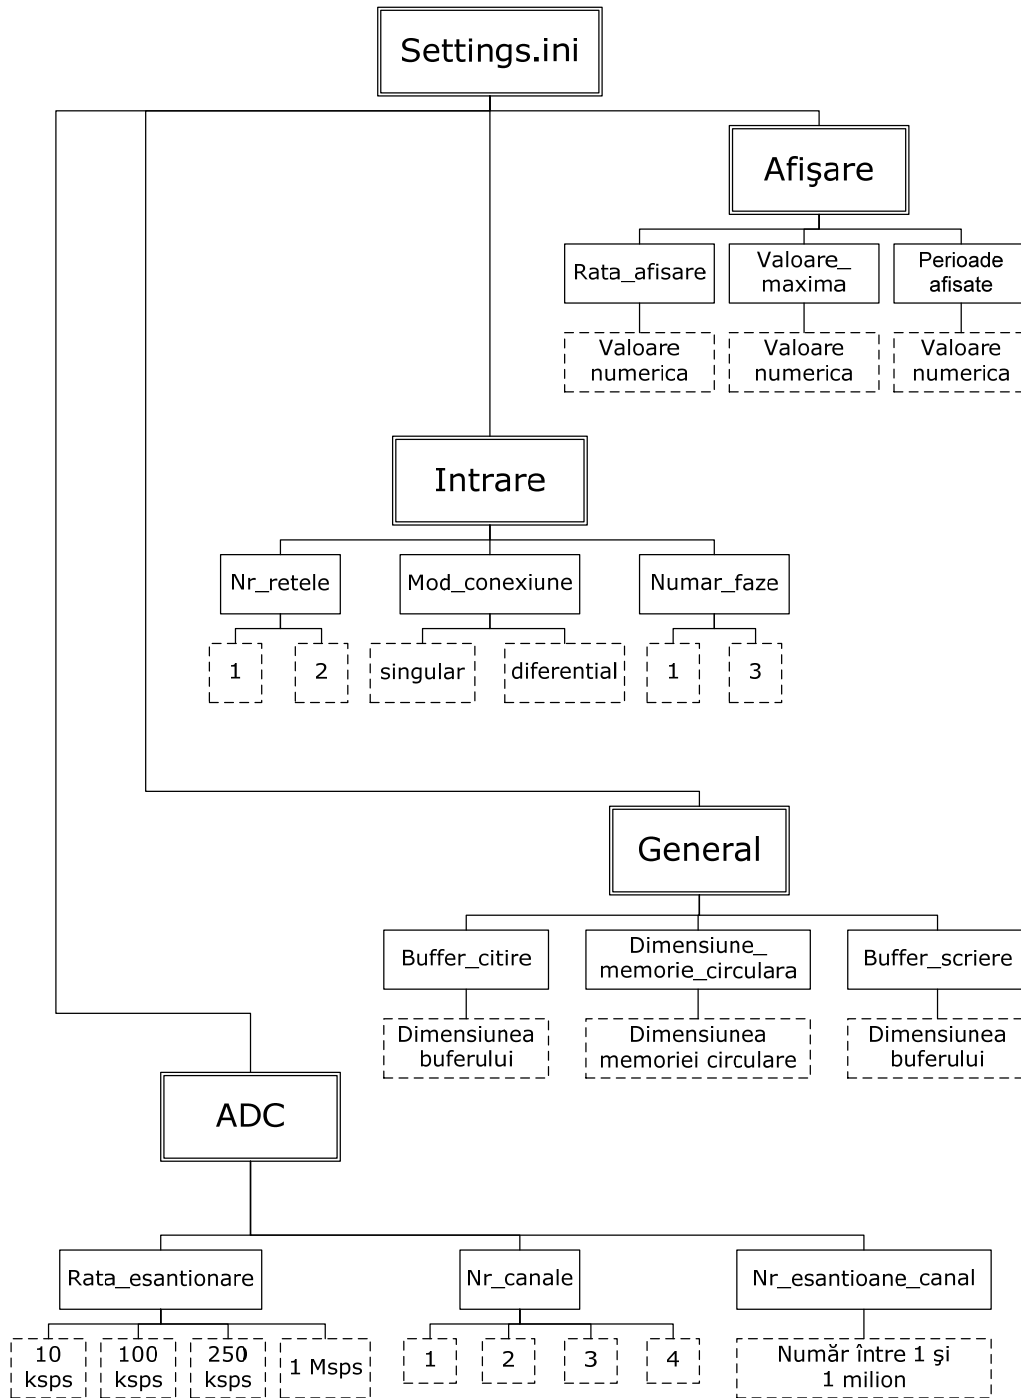 Settings.ini
Afişare
Rata_afisare
Valoare_
maxima
Perioade
afisate
Valoare
numerica
Valoare
numerica
Valoare
numerica
Intrare
Nr_retele
Mod_conexiune
Numar_faze
1
2
singular
diferential
1
3
General
Buffer_citire
Dimensiune_
memorie_circulara
Buffer_scriere
Dimensiunea
buferului
Dimensiunea
memoriei circulare
Dimensiunea
buferului
ADC
Rata_esantionare
Nr_canale
Nr_esantioane_canal
10
ksps
100
ksps
250
ksps
1 Msps
1
2
3
4
Număr între 1 şi
1 milion